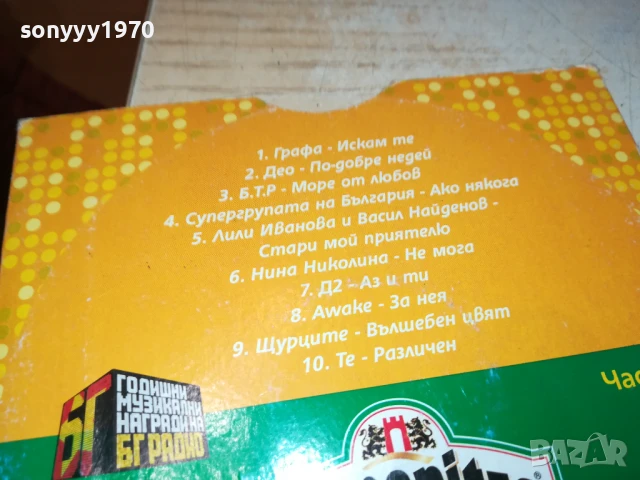 sonyyy1970
1. Графа - Искам те
2. Део - По-добре недей
3. Б.Т.Р - Море от любов
4. Супергрупата на България - Ако някога
5. Лили Иванова и Васил Найденов -
Стари мой приятелю
6. Нина Николина - Не мога
7. Д2 - Аз и ти
8. Awake - За нея
9. Щурците - Вълшебен цвят
10. Те - Различен
БГ
ГОДИШНИ
МУЗИКАЛНИ
НАГРАДИ НА
БГ РАДИО
Час
BAZAR